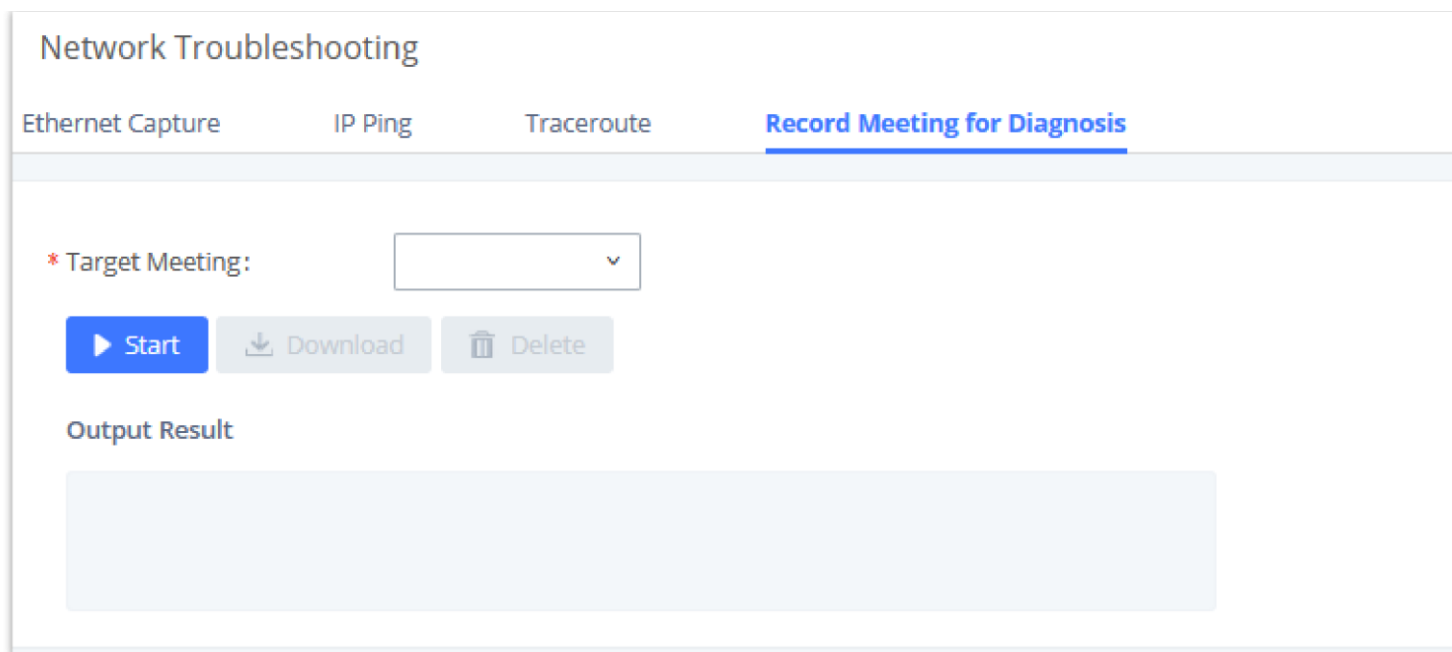 Network Troubleshooting
Ethernet Capture IP Ping Traceroute Record Meeting for Diagnosis
* Target Meeting:
Start Download Delete
Output Result